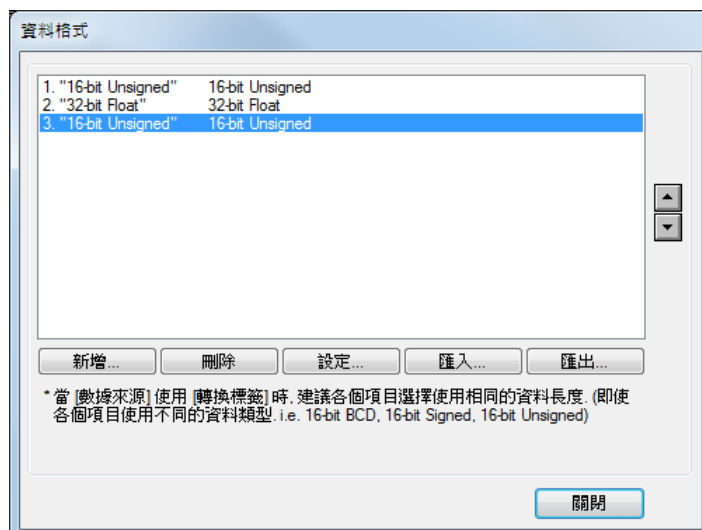 資料格式
1. "16-bit Unsigned" 16-bit Unsigned
2. "32-bit Float" 32-bit Float
3. "16-bit Unsigned" 16-bit Unsigned
新增... 刪除 設定... 匯入... 匯出...
* 當 [數據來源] 使用 [轉換標籤] 時, 建議各個項目選擇使用相同的資料長度. (即使
各個項目使用不同的資料類型. i.e. 16-bit BCD, 16-bit Signed, 16-bit Unsigned)
關閉